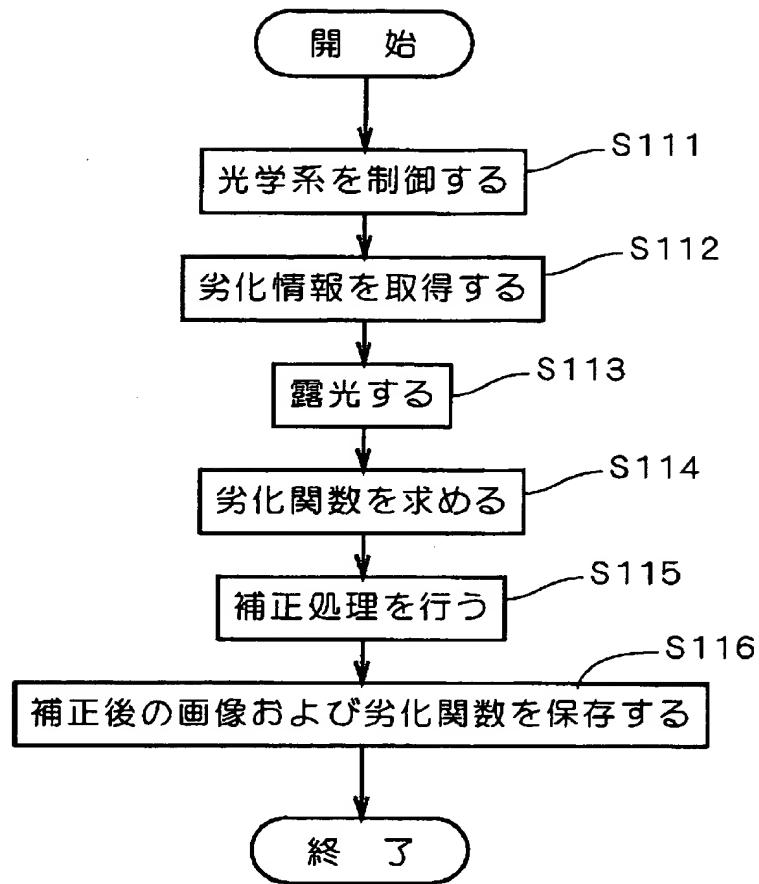 開始
S111
光学系を制御する
S112
劣化情報を取得する
S113
露光する
S114
劣化関数を求める
S115
補正処理を行う
S116
補正後の画像および劣化関数を保存する
終了